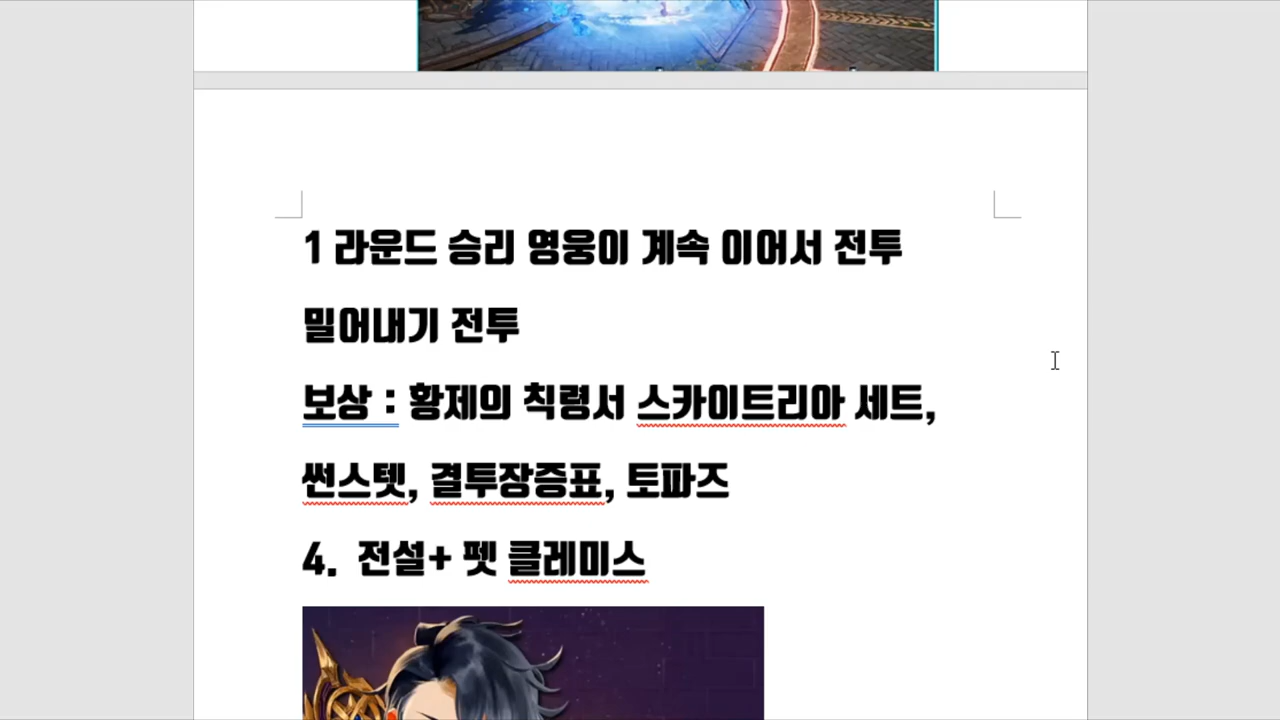 1 라운드 승리 영웅이 계속 이어서 전투
밀어내기 전투
보상 : 황제의 칙령서 스카이트리아 세트,
썬스텟, 결투장증표, 토파즈
4. 전설+ 펫 클레미스